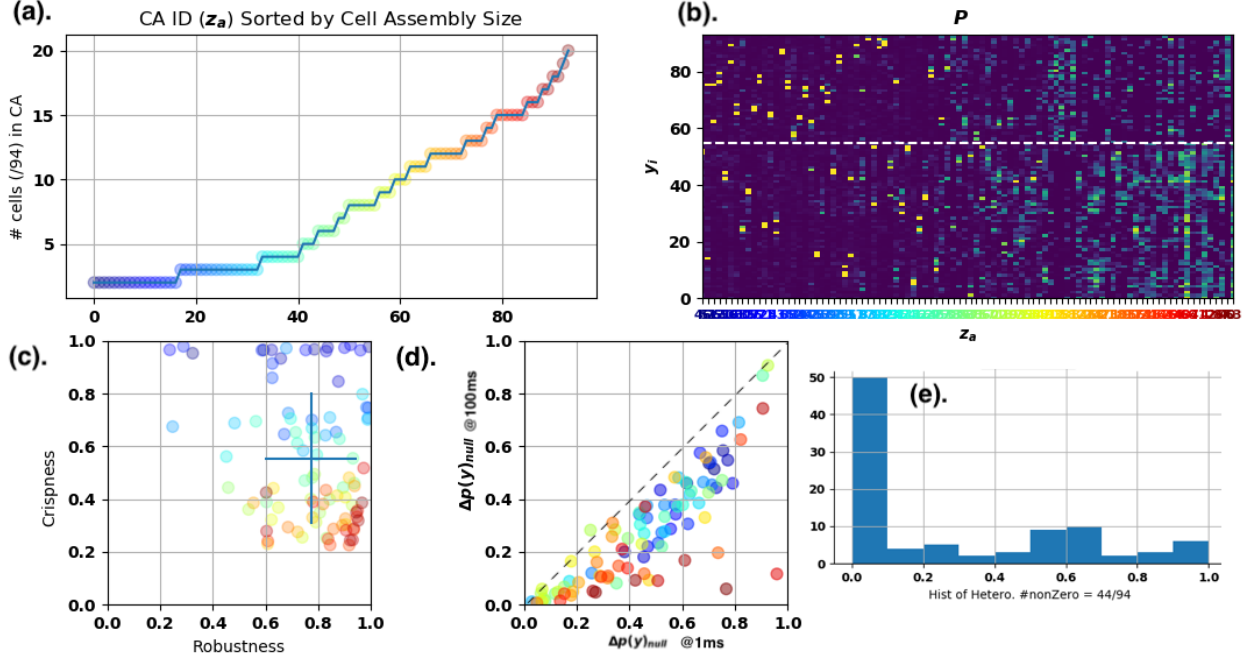 (a).
CA ID (zₐ) Sorted by Cell Assembly Size
# cells (/94) in CA
20
15
10
5
0 20 40 60 80
(b).
P
yᵢ
80
60
40
20
0
zₐ
(c).
Crispness
1.0
0.8
0.6
0.4
0.2
0.0
0.0 0.2 0.4 0.6 0.8 1.0
Robustness
(d).
Δp(y)null @100ms
1.0
0.8
0.6
0.4
0.2
0.0
0.0 0.2 0.4 0.6 0.8 1.0
Δp(y)null @1ms
(e).
50
40
30
20
10
0
0.0 0.2 0.4 0.6 0.8 1.0
Hist of Hetero. #nonZero = 44/94